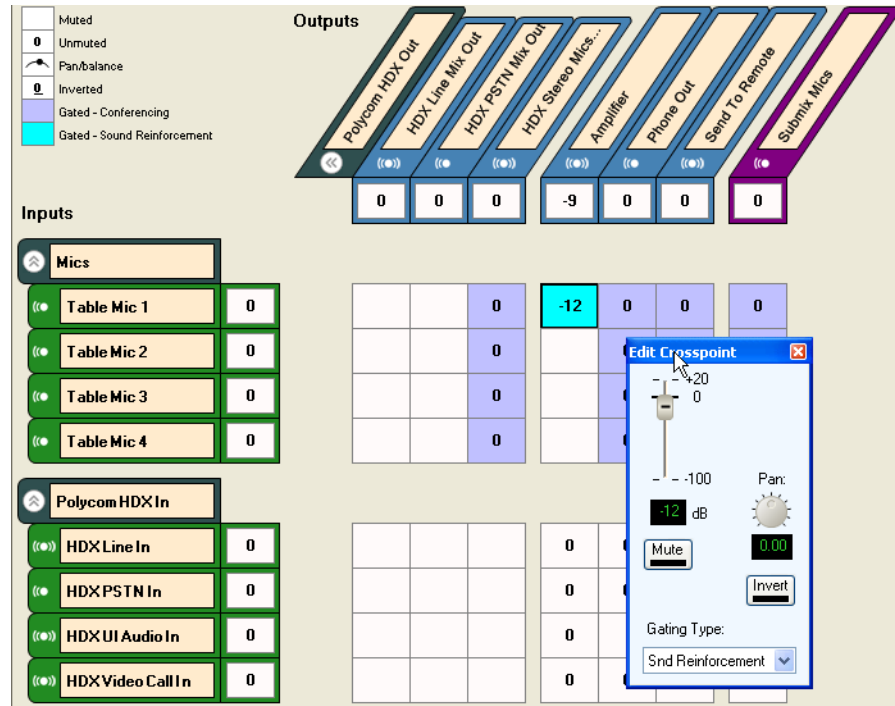 Muted
0 Unmuted
Pan/balance
0 Inverted
Gated - Conferencing
Gated - Sound Reinforcement
Outputs
Polycom HDX Out
HDX Line Mix Out
HDX PSTN Mix Out
HDX Stereo Mics...
Amplifier
Phone Out
Send To Remote
Submix Mics
0 0 0 -9 0 0 0
Inputs
Mics
Table Mic 1 0 0 -12 0 0 0
Table Mic 2 0 0
Table Mic 3 0 0
Table Mic 4 0 0
Polycom HDX In
HDX Line In 0 0
HDX PSTN In 0 0
HDX UI Audio In 0 0
HDX Video Call In 0 0
Edit Crosspoint
+20
0
-100
Pan:
-12 dB
0.00
Mute
Invert
Gating Type:
Snd Reinforcement